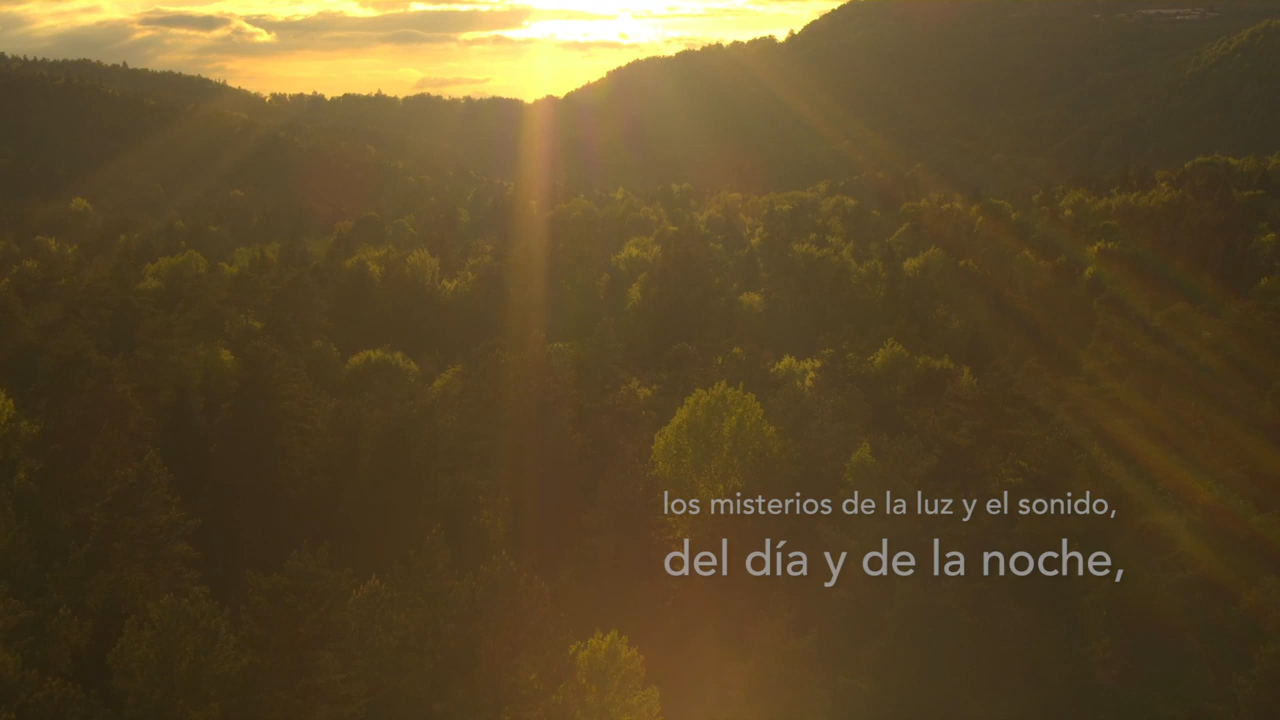 los misterios de la luz y el sonido,
del día y de la noche,